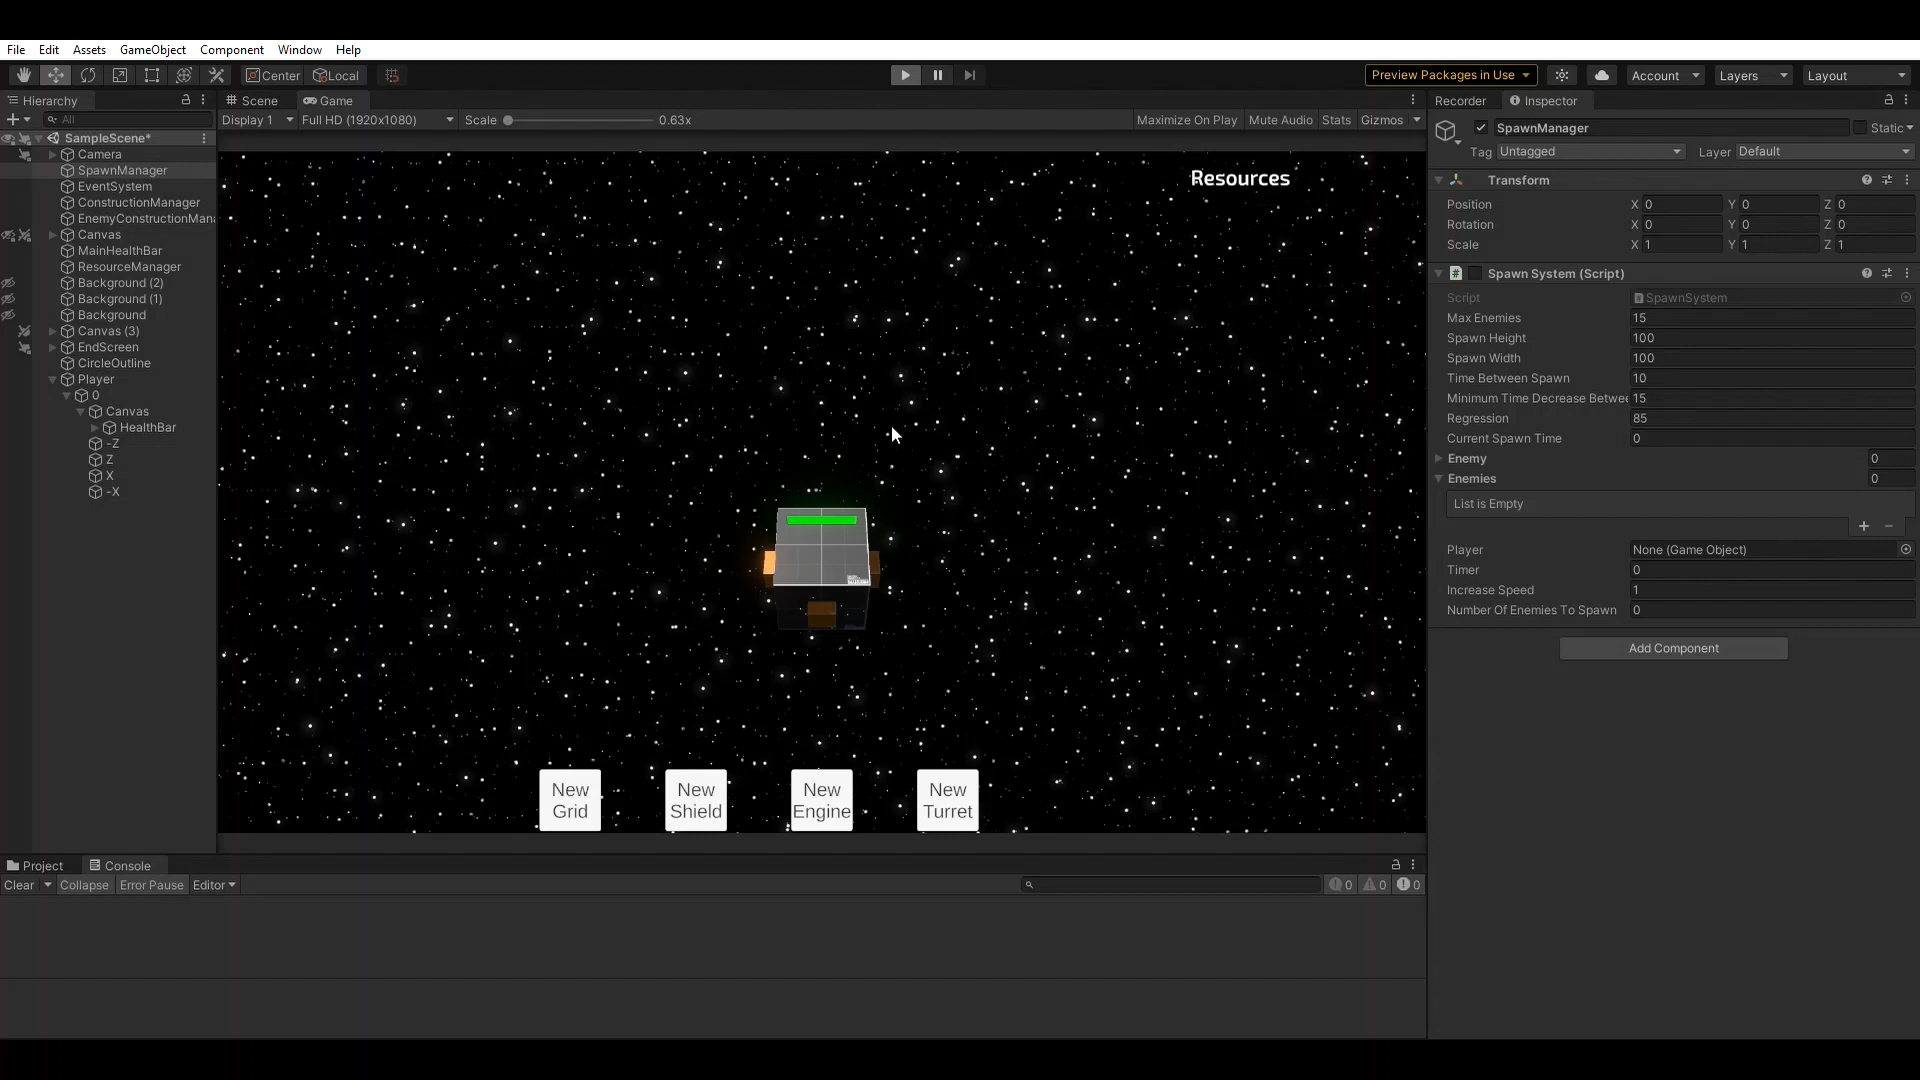 File Edit Assets GameObject Component Window Help
Center Local
Preview Packages in Use
Account Layers Layout
Hierarchy
Scene Game
Recorder Inspector
All
Display 1 Full HD (1920x1080) Scale 0.63x
Maximize On Play Mute Audio Stats Gizmos
SpawnManager Static
Tag Untagged Layer Default
SampleScene*
Camera
SpawnManager
EventSystem
ConstructionManager
EnemyConstructionMana
Canvas
MainHealthBar
ResourceManager
Background (2)
Background (1)
Background
Canvas (3)
EndScreen
CircleOutline
Player
0
Canvas
HealthBar
-Z
Z
X
-X
Resources
New Grid
New Shield
New Engine
New Turret
Transform
Position X 0 Y 0 Z 0
Rotation X 0 Y 0 Z 0
Scale X 1 Y 1 Z 1
# Spawn System (Script)
Script SpawnSystem
Max Enemies 15
Spawn Height 100
Spawn Width 100
Time Between Spawn 10
Minimum Time Decrease Betwee 15
Regression 85
Current Spawn Time 0
Enemy 0
Enemies 0
List is Empty
+ −
Player None (Game Object)
Timer 0
Increase Speed 1
Number Of Enemies To Spawn 0
Add Component
Project Console
Clear Collapse Error Pause Editor
0 0 0